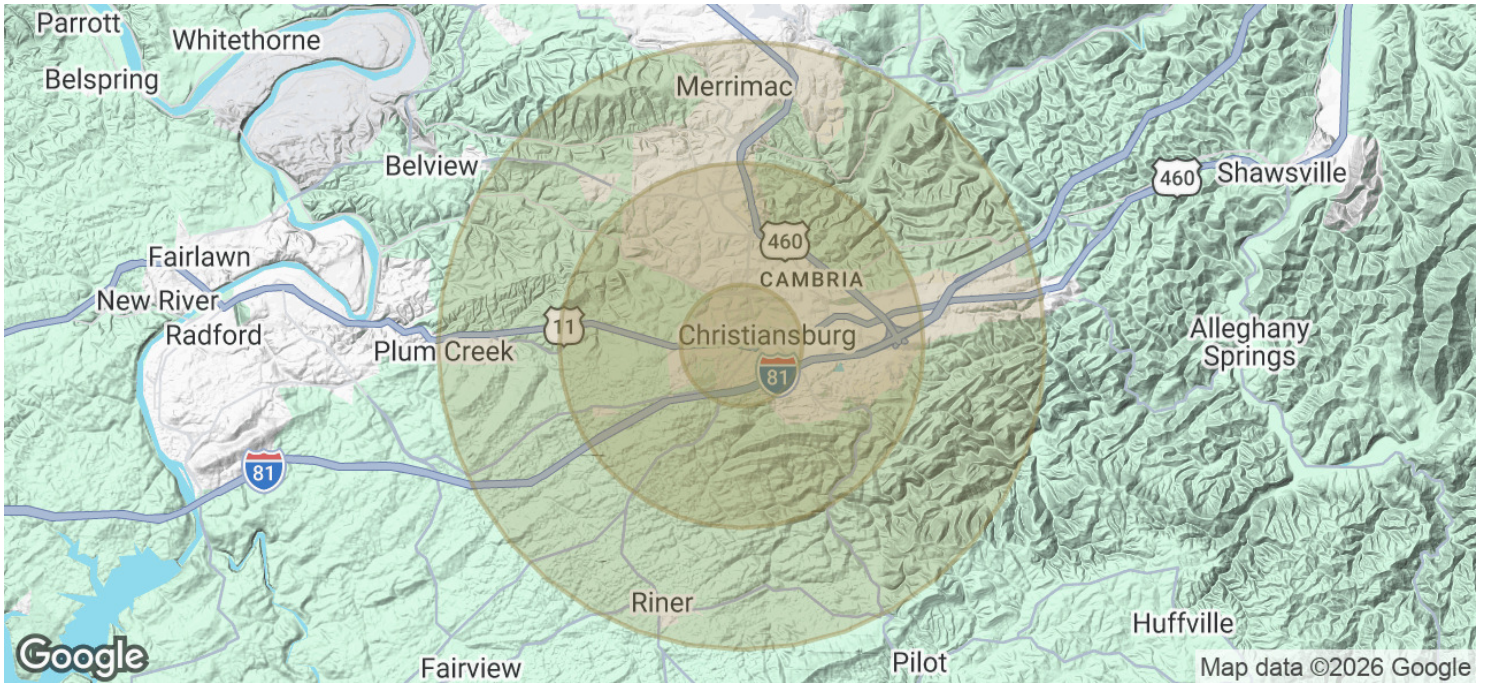 Parrott
Whitethorne
Belspring
Merrimac
Belview
460
Shawsville
460
Fairlawn
CAMBRIA
New River
11
Radford
Christiansburg
Alleghany
Springs
Plum Creek
81
81
Riner
Huffville
Fairview
Pilot
Google
Map data ©2026 Google